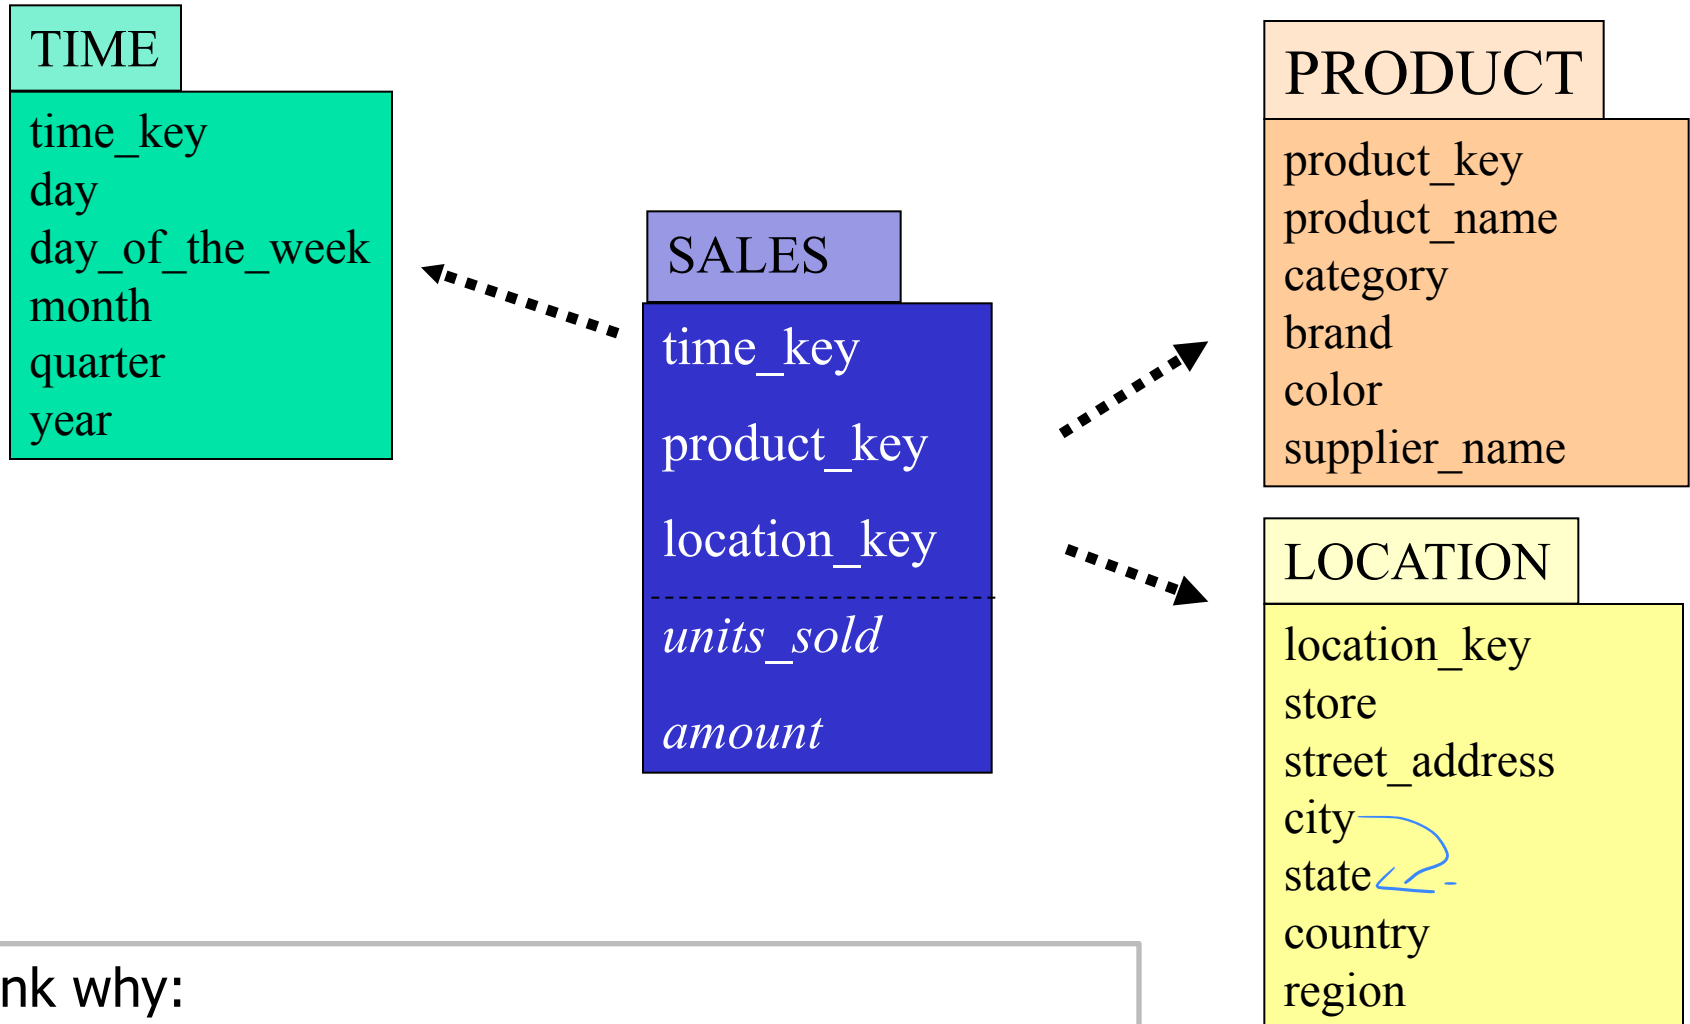 TIME
time_key
day
day_of_the_week
month
quarter
year
SALES
time_key
product_key
location_key
units_sold
amount
PRODUCT
product_key
product_name
category
brand
color
supplier_name
LOCATION
location_key
store
street_address
city
state
country
region
nk why: